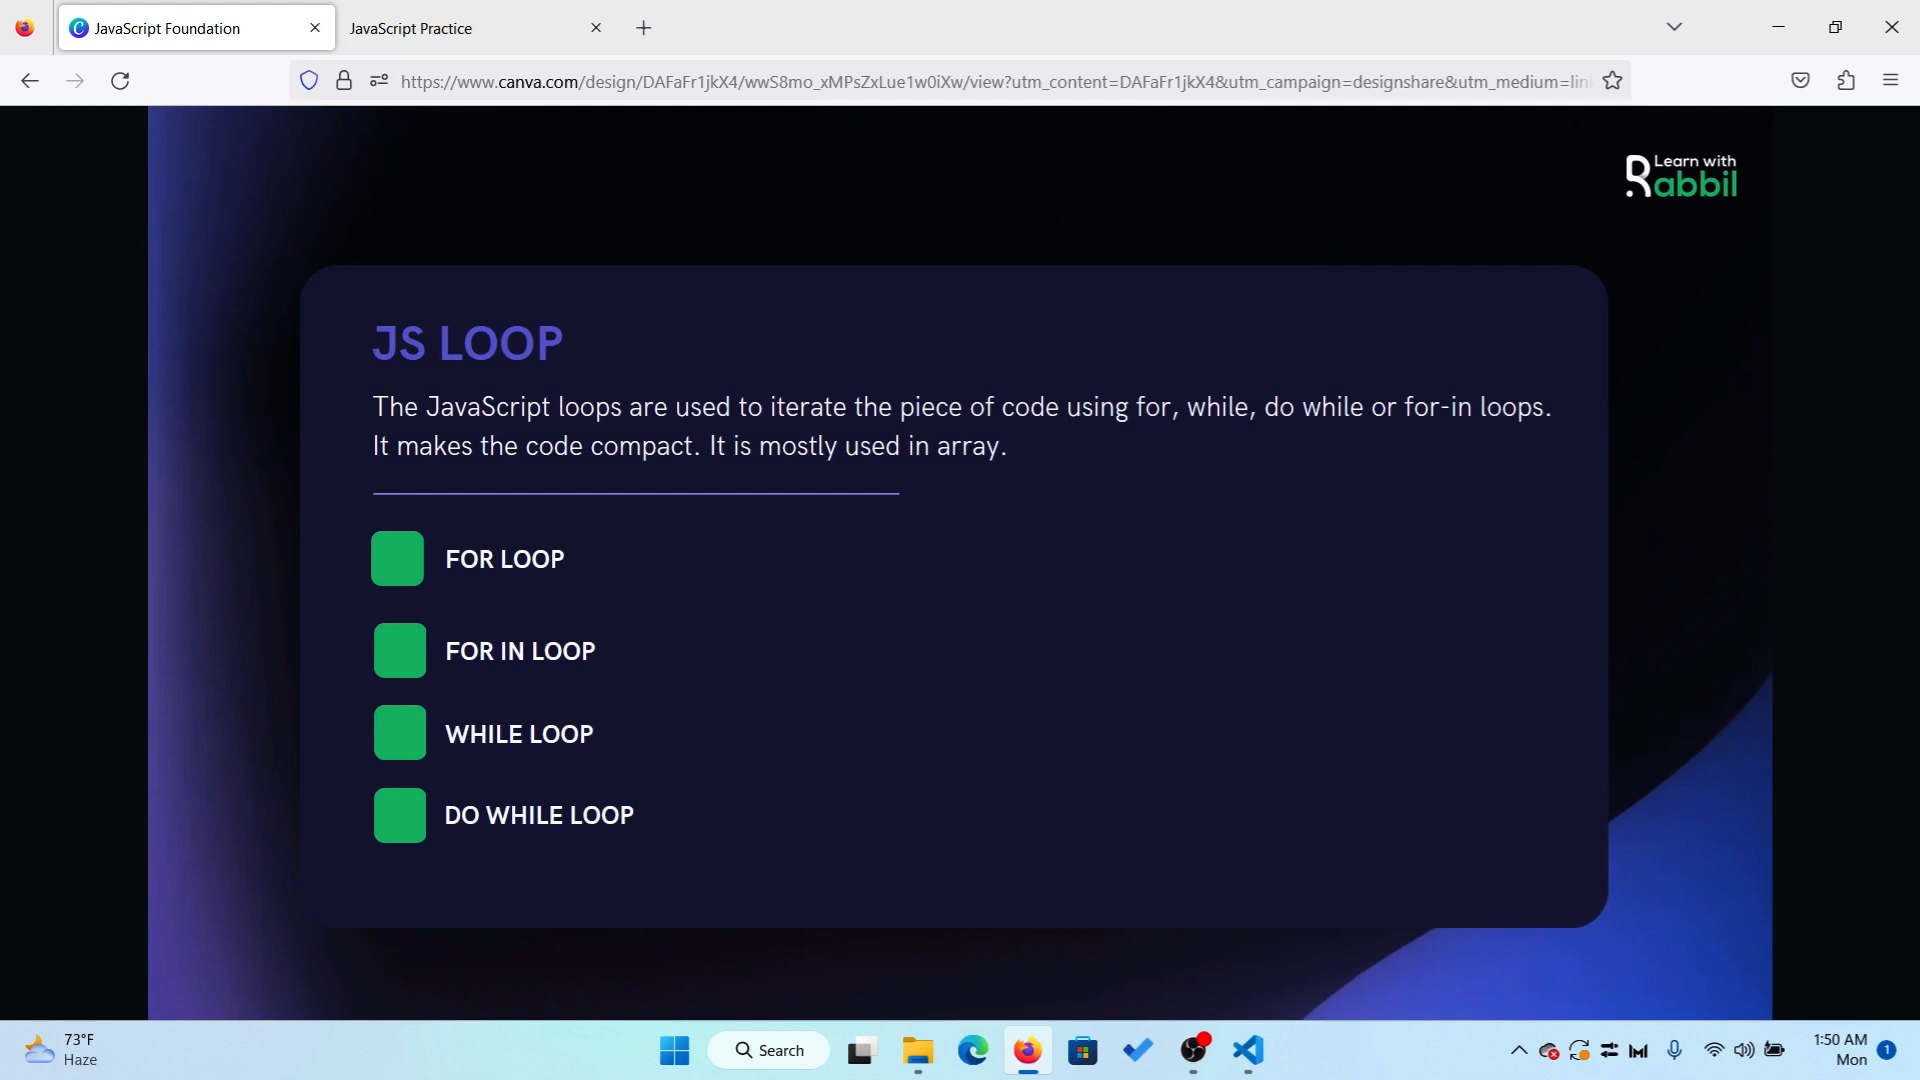 JavaScript Foundation
JavaScript Practice
https://www.canva.com/design/DAFaFr1jkX4/wwS8mo_xMPsZxLue1w0iXw/view?utm_content=DAFaFr1jkX4&utm_campaign=designshare&utm_medium=lin
Learn with
Rabbil
JS LOOP
The JavaScript loops are used to iterate the piece of code using for, while, do while or for-in loops.
It makes the code compact. It is mostly used in array.
FOR LOOP
FOR IN LOOP
WHILE LOOP
DO WHILE LOOP
73°F
Haze
Search
1:50 AM
Mon
1